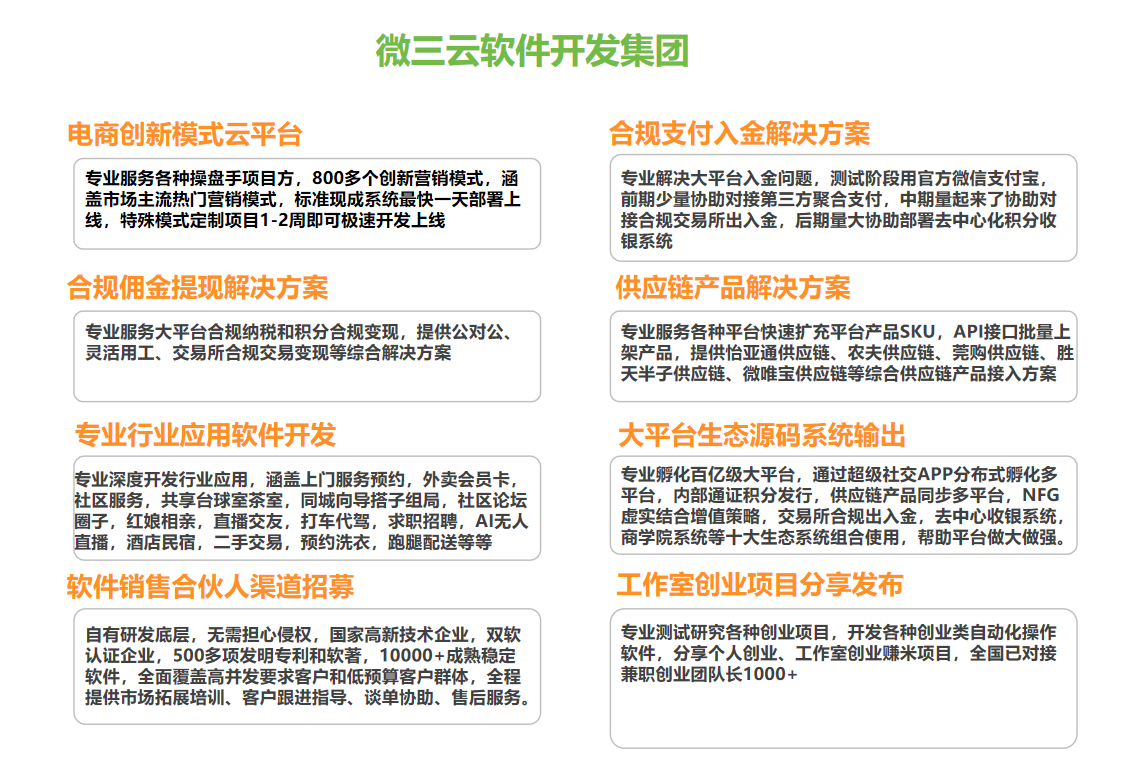 微三云软件开发集团
电商创新模式云平台
专业服务各种操盘手项目方，800多个创新营销模式，涵
盖市场主流热门营销模式，标准现成系统最快一天部署上
线，特殊模式定制项目1-2周即可极速开发上线
合规支付入金解决方案
专业解决大平台入金问题，测试阶段用官方微信支付宝，
前期少量协助对接第三方聚合支付，中期量起来了协助对
接合规交易所出入金，后期量大协助部署去中心化积分收
银系统
合规佣金提现解决方案
专业服务大平台合规纳税和积分合规变现，提供公对公、
灵活用工、交易所合规交易变现等综合解决方案
供应链产品解决方案
专业服务各种平台快速扩充平台产品SKU，API接口批量上
架产品，提供怡亚通供应链、农夫供应链、莞购供应链、胜
天半子供应链、微唯宝供应链等综合供应链产品接入方案
专业行业应用软件开发
专业深度开发行业应用，涵盖上门服务预约，外卖会员卡，
社区服务，共享台球室茶室，同城向导搭子组局，社区论坛
圈子，红娘相亲，直播交友，打车代驾，求职招聘，AI无人
直播，酒店民宿，二手交易，预约洗衣，跑腿配送等等
大平台生态源码系统输出
专业孵化百亿级大平台，通过超级社交APP分布式孵化多
平台，内部通证积分发行，供应链产品同步多平台，NFG
虚实结合增值策略，交易所合规出入金，去中心收银系统，
商学院系统等十大生态系统组合使用，帮助平台做大做强。
软件销售合伙人渠道招募
自有研发底层，无需担心侵权，国家高新技术企业，双软
认证企业，500多项发明专利和软著，10000+成熟稳定
软件，全面覆盖高并发要求客户和低预算客户群体，全程
提供市场拓展培训、客户跟进指导、谈单协助、售后服务。
工作室创业项目分享发布
专业测试研究各种创业项目，开发各种创业类自动化操作
软件，分享个人创业、工作室创业赚米项目，全国已对接
兼职创业团队长1000+